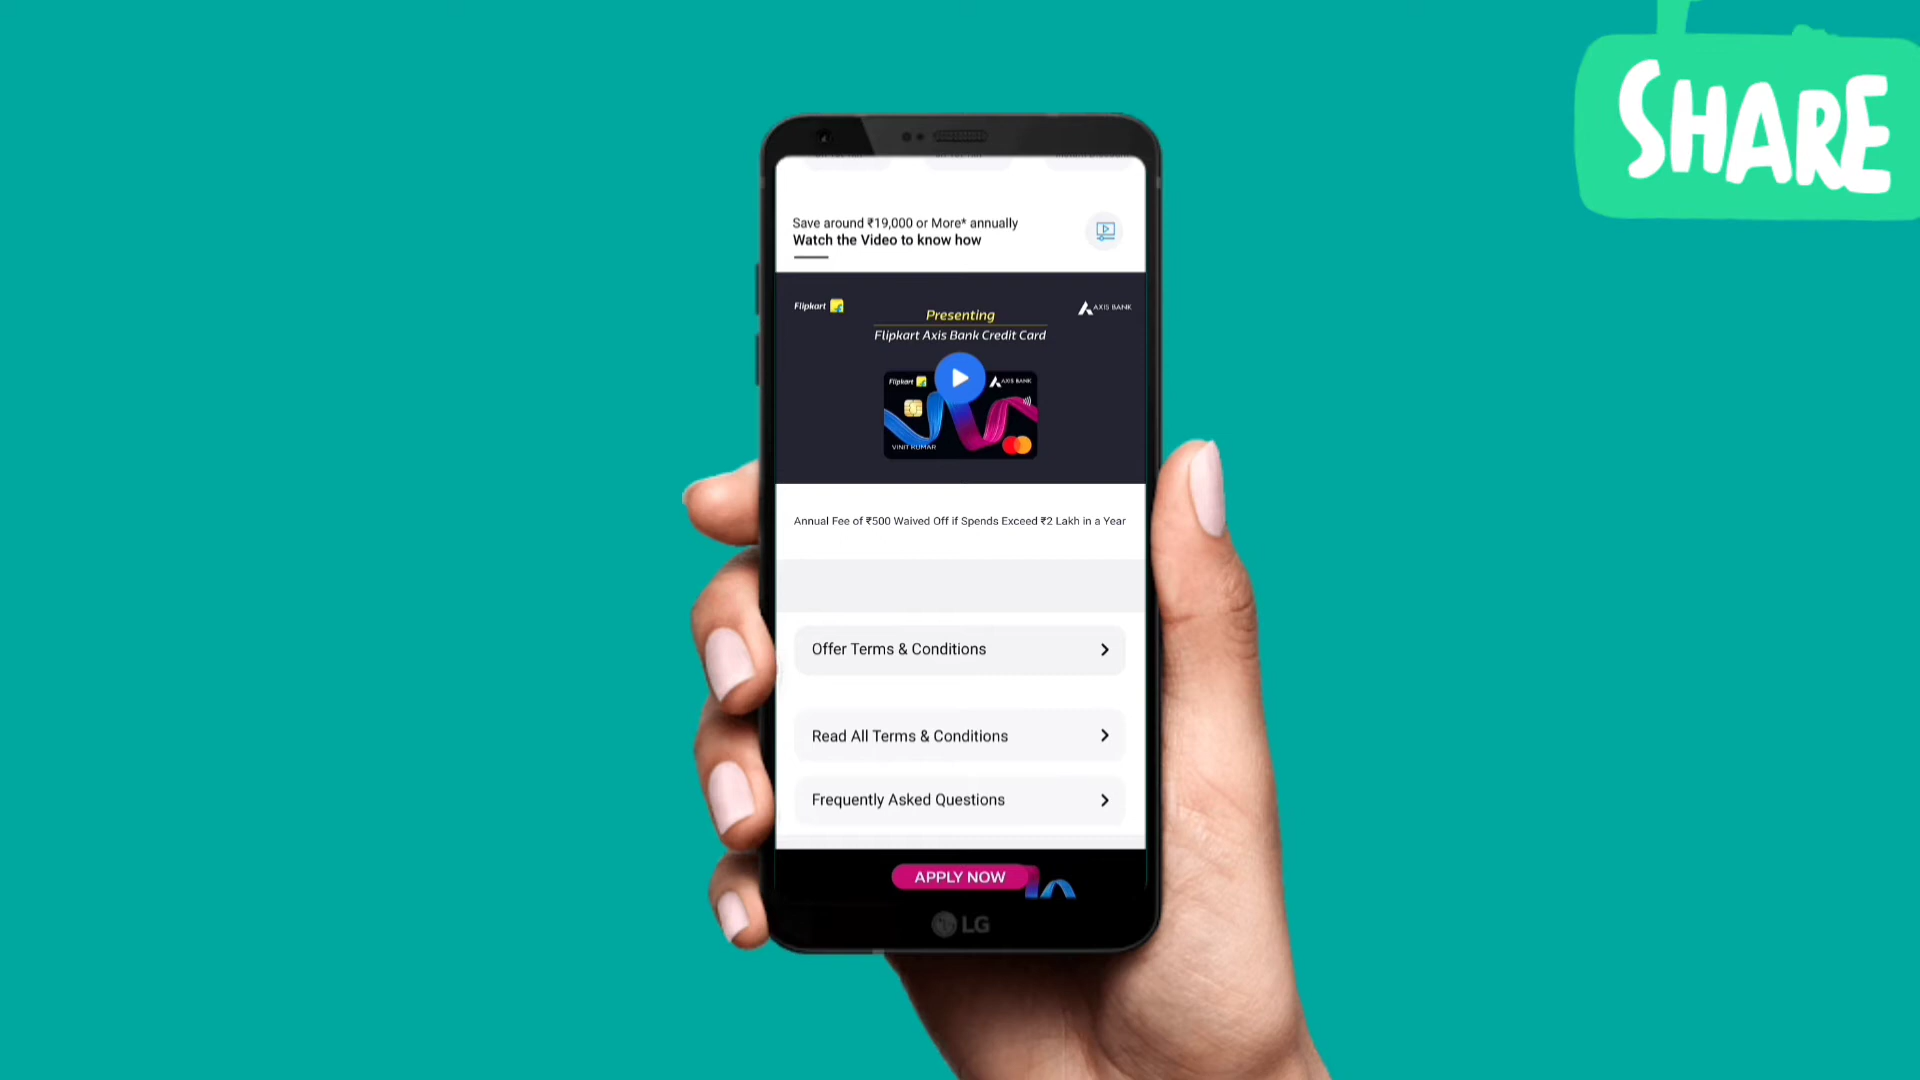 SHARE
Save around ₹19,000 or More* annually
Watch the Video to know how
Flipkart
AXIS BANK
Presenting
Flipkart Axis Bank Credit Card
Flipkart
AXIS BANK
VINIT KUMAR
Annual Fee of ₹500 Waived Off if Spends Exceed ₹2 Lakh in a Year
Offer Terms & Conditions
Read All Terms & Conditions
Frequently Asked Questions
APPLY NOW
LG